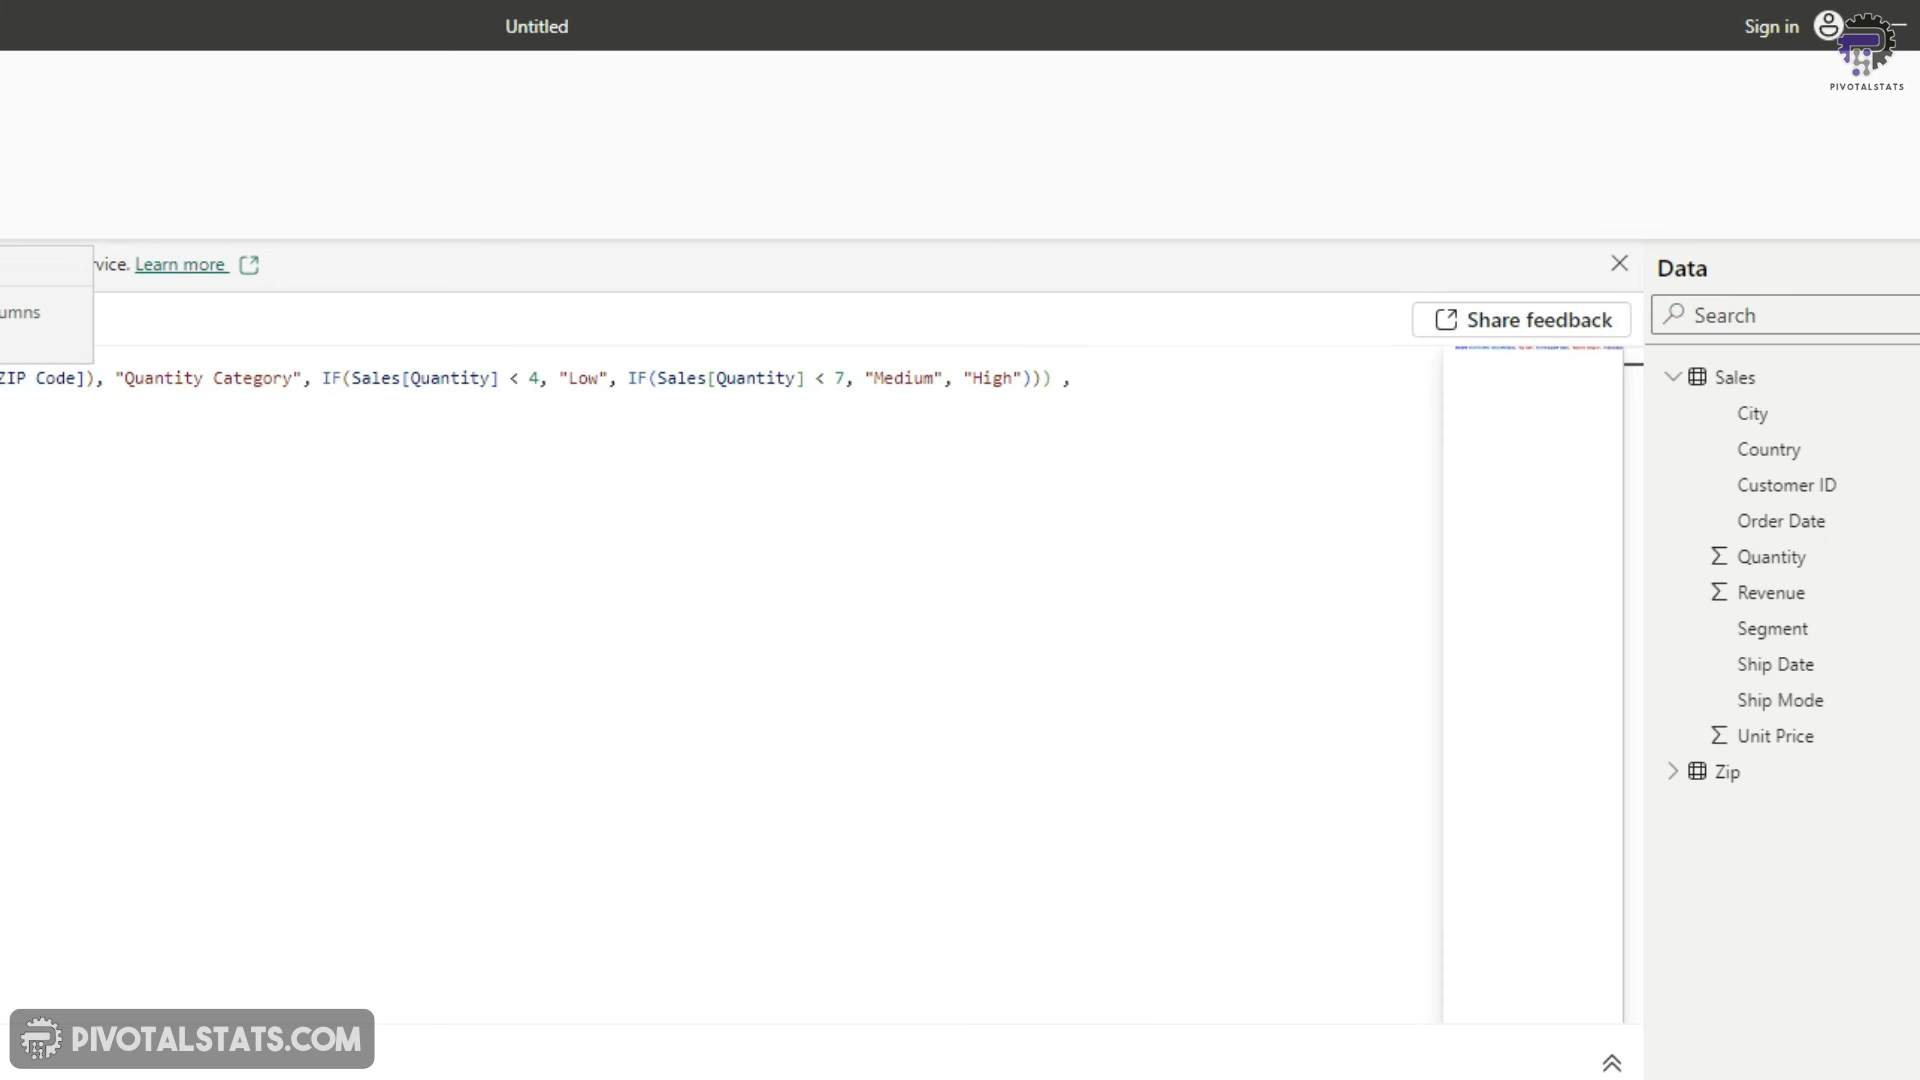 Untitled
Sign in
PIVOTALSTATS
rvice. Learn more
umns
Share feedback
ZIP Code]), "Quantity Category", IF(Sales[Quantity] < 4, "Low", IF(Sales[Quantity] < 7, "Medium", "High"))) ,
Data
Search
Sales
City
Country
Customer ID
Order Date
Quantity
Revenue
Segment
Ship Date
Ship Mode
Unit Price
Zip
PIVOTALSTATS.COM